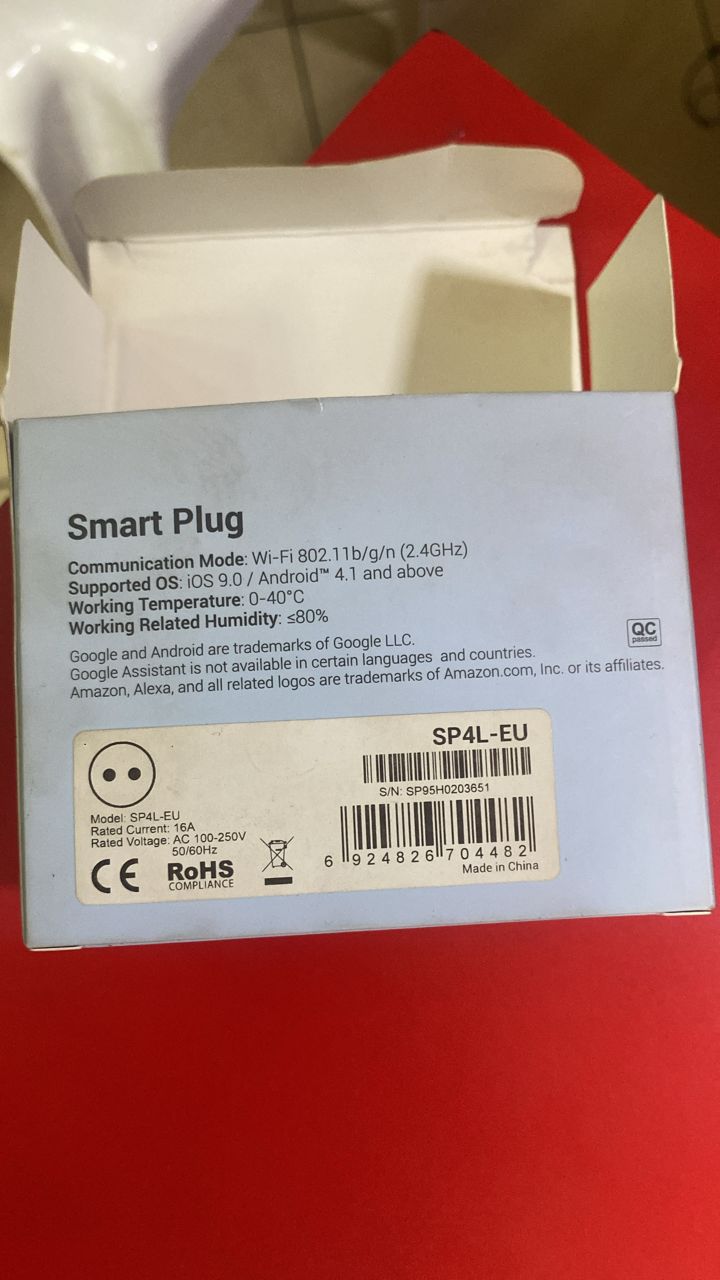 Smart Plug
Communication Mode: Wi-Fi 802.11b/g/n (2.4GHz)
Supported OS: iOS 9.0 / Android™ 4.1 and above
Working Temperature: 0-40°C
Working Related Humidity: ≤80%
QC
passed
Google and Android are trademarks of Google LLC.
Google Assistant is not available in certain languages and countries.
Amazon, Alexa, and all related logos are trademarks of Amazon.com, Inc. or its affiliates.
SP4L-EU
S/N: SP95H0203651
Model: SP4L-EU
Rated Current: 16A
Rated Voltage: AC 100-250V
50/60Hz
CE
RoHS
COMPLIANCE
6 924826 704482
Made in China